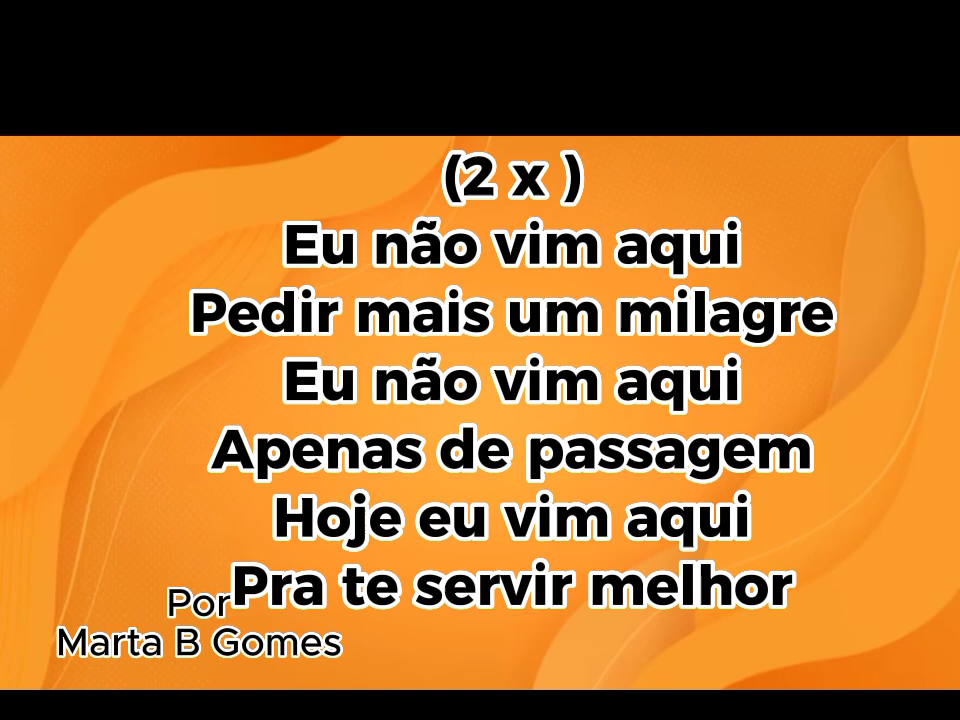 (2 x )
Eu não vim aqui
Pedir mais um milagre
Eu não vim aqui
Apenas de passagem
Hoje eu vim aqui
Pra te servir melhor
Por
Marta B Gomes